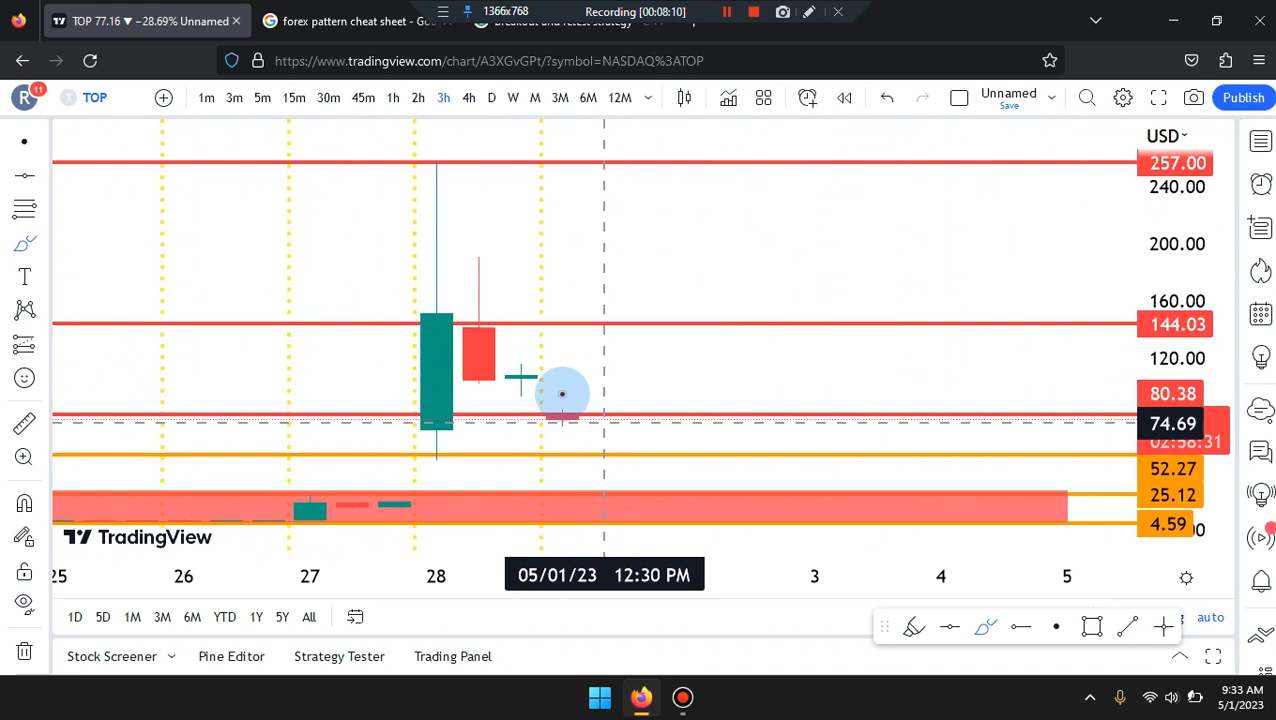 1366x768
Recording [00:08:10]
TOP 77.16 ▼ −28.69% Unnamed
forex pattern cheat sheet - Go
breakout and retest strategy
https://www.tradingview.com/chart/A3XGvGPt/?symbol=NASDAQ%3ATOP
R 11
T TOP 1m 3m 5m 15m 30m 45m 1h 2h 3h 4h D W M 3M 6M 12M Unnamed Save Publish
USD
257.00
240.00
200.00
160.00
144.03
120.00
80.38
74.69
02:58:31
52.27
25.12
4.59
TradingView
25 26 27 28 05/01/23 12:30 PM 3 4 5
1D 5D 1M 3M 6M YTD 1Y 5Y All auto
Stock Screener Pine Editor Strategy Tester Trading Panel
9:33 AM
5/1/2023